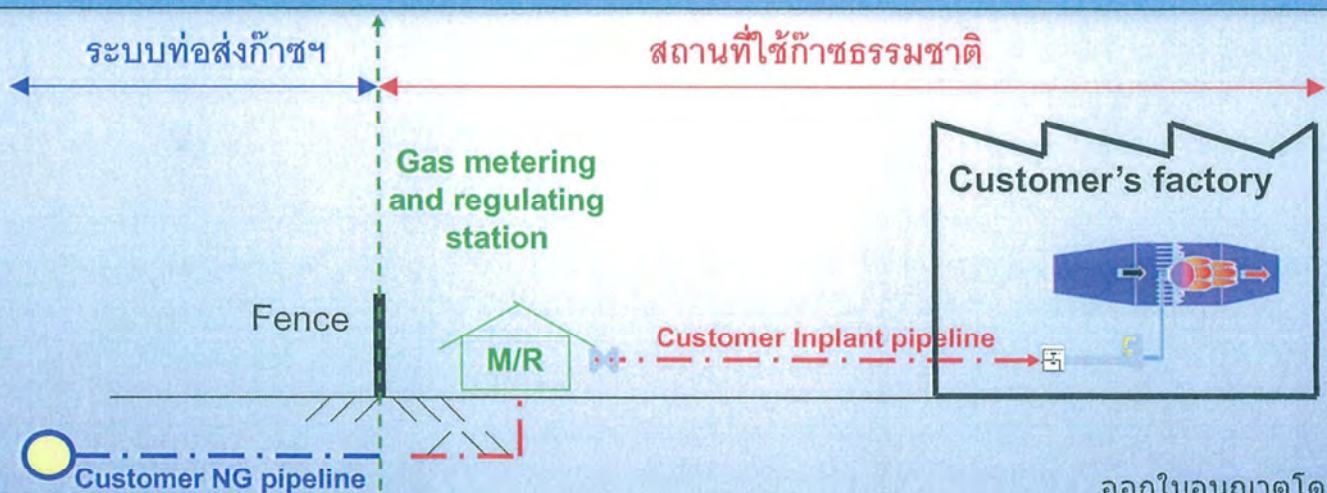 ระบบท่อส่งก๊าซฯ
สถานที่ใช้ก๊าซธรรมชาติ
Gas metering
and regulating
station
Customer's factory
Fence
M/R
Customer Inplant pipeline
Customer NG pipeline